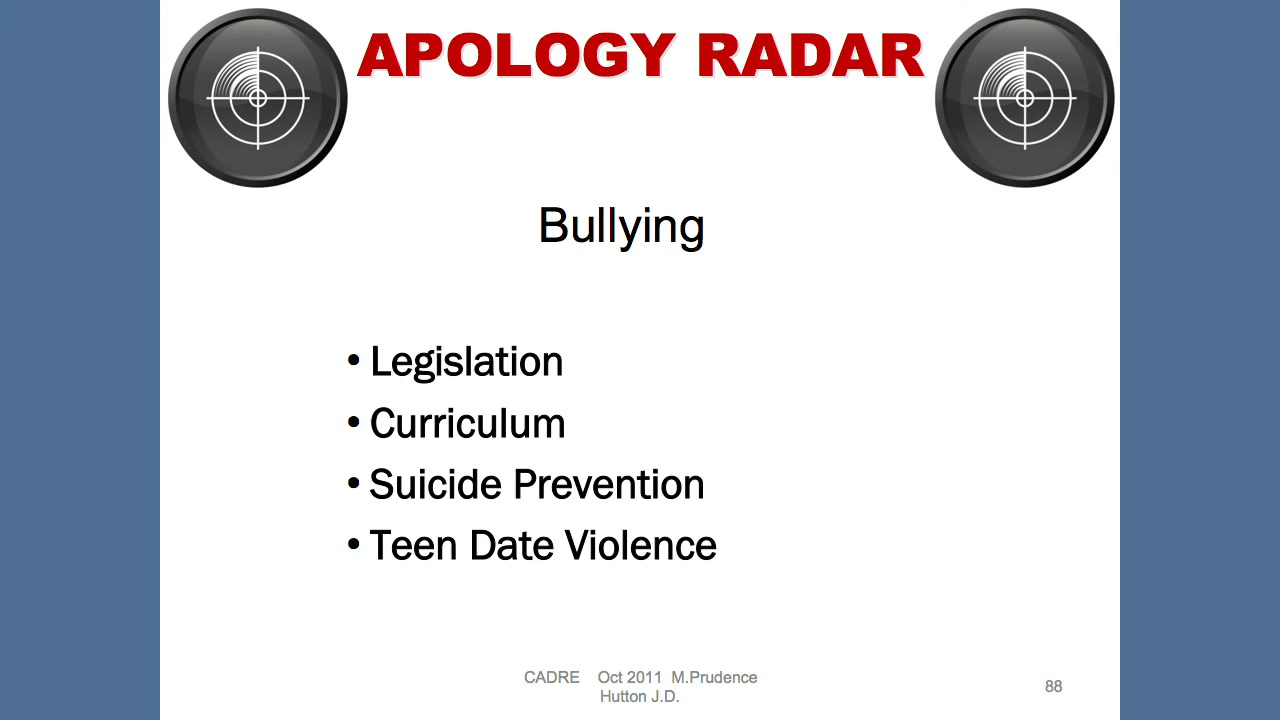 APOLOGY RADAR
Bullying
• Legislation
• Curriculum
• Suicide Prevention
• Teen Date Violence
CADRE Oct 2011 M.Prudence
Hutton J.D.
88